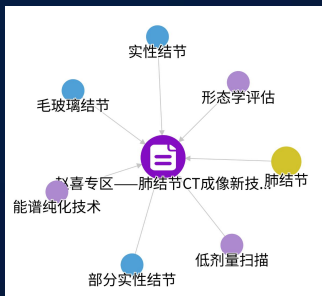 实性结节
形态学评估
毛玻璃结节
赵喜专区——肺结节CT成像新技...
肺结节
能谱纯化技术
低剂量扫描
部分实性结节